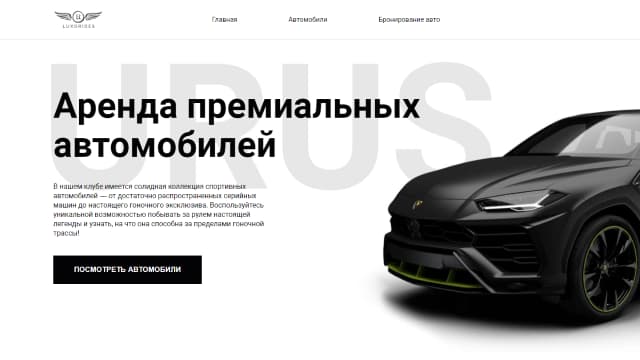 LUXORIDES
Главная
Автомобили
Бронирование авто
URUS
Аренда премиальных
автомобилей
В нашем клубе имеется солидная коллекция спортивных
автомобилей — от достаточно распространенных серийных
машин до настоящего гоночного эксклюзива. Воспользуйтесь
уникальной возможностью побывать за рулем настоящей
легенды и узнать, на что она способна за пределами гоночной
трассы!
ПОСМОТРЕТЬ АВТОМОБИЛИ